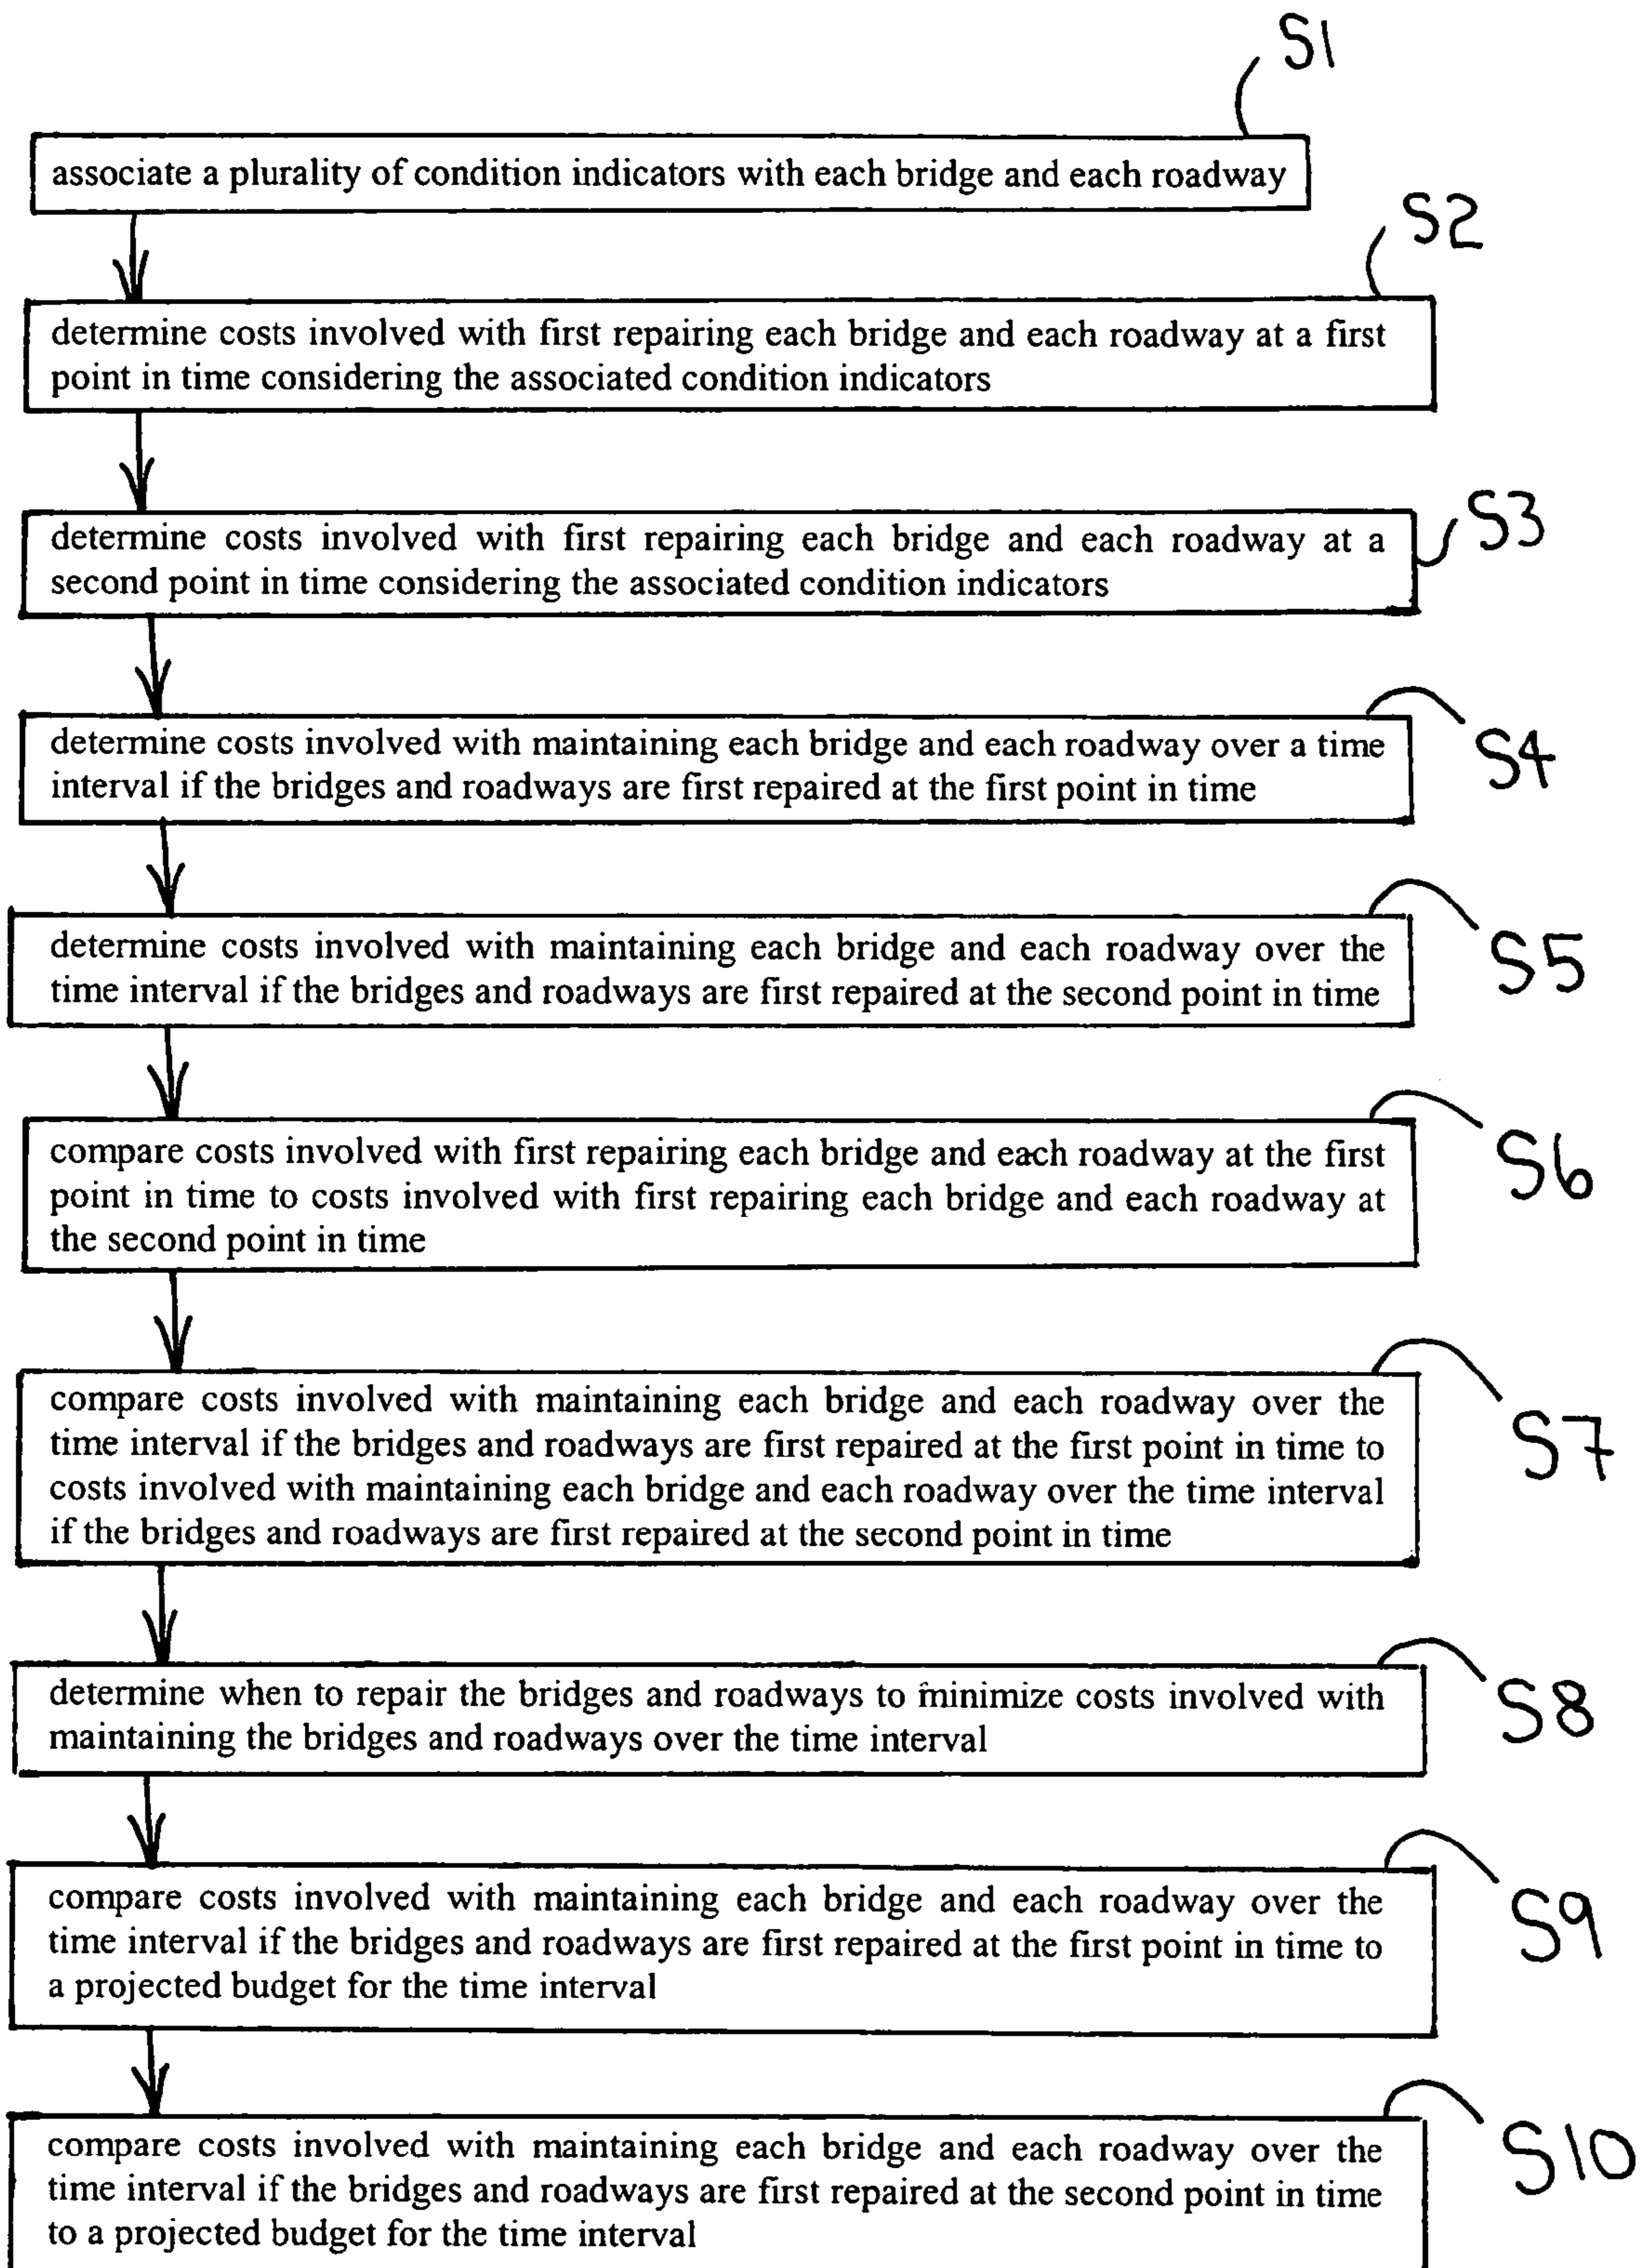 S1
associate a plurality of condition indicators with each bridge and each roadway
S2
determine costs involved with first repairing each bridge and each roadway at a first
point in time considering the associated condition indicators
S3
determine costs involved with first repairing each bridge and each roadway at a
second point in time considering the associated condition indicators
S4
determine costs involved with maintaining each bridge and each roadway over a time
interval if the bridges and roadways are first repaired at the first point in time
S5
determine costs involved with maintaining each bridge and each roadway over the
time interval if the bridges and roadways are first repaired at the second point in time
S6
compare costs involved with first repairing each bridge and each roadway at the first
point in time to costs involved with first repairing each bridge and each roadway at
the second point in time
S7
compare costs involved with maintaining each bridge and each roadway over the
time interval if the bridges and roadways are first repaired at the first point in time to
costs involved with maintaining each bridge and each roadway over the time interval
if the bridges and roadways are first repaired at the second point in time
S8
determine when to repair the bridges and roadways to minimize costs involved with
maintaining the bridges and roadways over the time interval
S9
compare costs involved with maintaining each bridge and each roadway over the
time interval if the bridges and roadways are first repaired at the first point in time to
a projected budget for the time interval
S10
compare costs involved with maintaining each bridge and each roadway over the
time interval if the bridges and roadways are first repaired at the second point in time
to a projected budget for the time interval